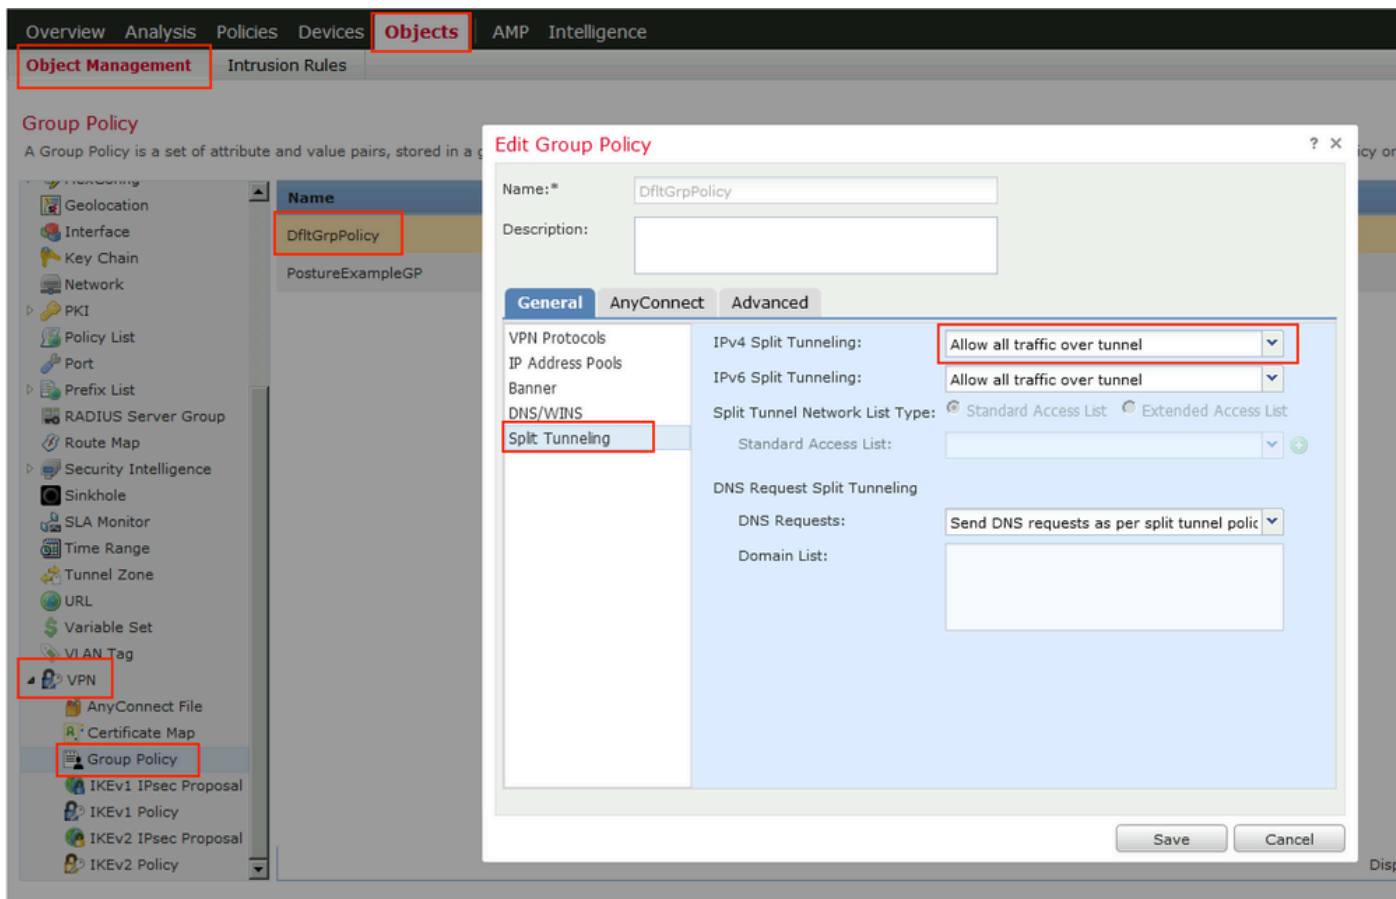 Overview Analysis Policies Devices Objects AMP Intelligence
Object Management Intrusion Rules
Group Policy
A Group Policy is a set of attribute and value pairs, stored in a g
icy or
Geolocation
Interface
Key Chain
Network
PKI
Policy List
Port
Prefix List
RADIUS Server Group
Route Map
Security Intelligence
Sinkhole
SLA Monitor
Time Range
Tunnel Zone
URL
Variable Set
VLAN Tag
VPN
AnyConnect File
Certificate Map
Group Policy
IKEv1 IPsec Proposal
IKEv1 Policy
IKEv2 IPsec Proposal
IKEv2 Policy
Name
DfltGrpPolicy
PostureExampleGP
Edit Group Policy ? ×
Name:* DfltGrpPolicy
Description:
General AnyConnect Advanced
VPN Protocols
IP Address Pools
Banner
DNS/WINS
Split Tunneling
IPv4 Split Tunneling: Allow all traffic over tunnel
IPv6 Split Tunneling: Allow all traffic over tunnel
Split Tunnel Network List Type: Standard Access List Extended Access List
Standard Access List:
DNS Request Split Tunneling
DNS Requests: Send DNS requests as per split tunnel polic
Domain List:
Save Cancel
Disp